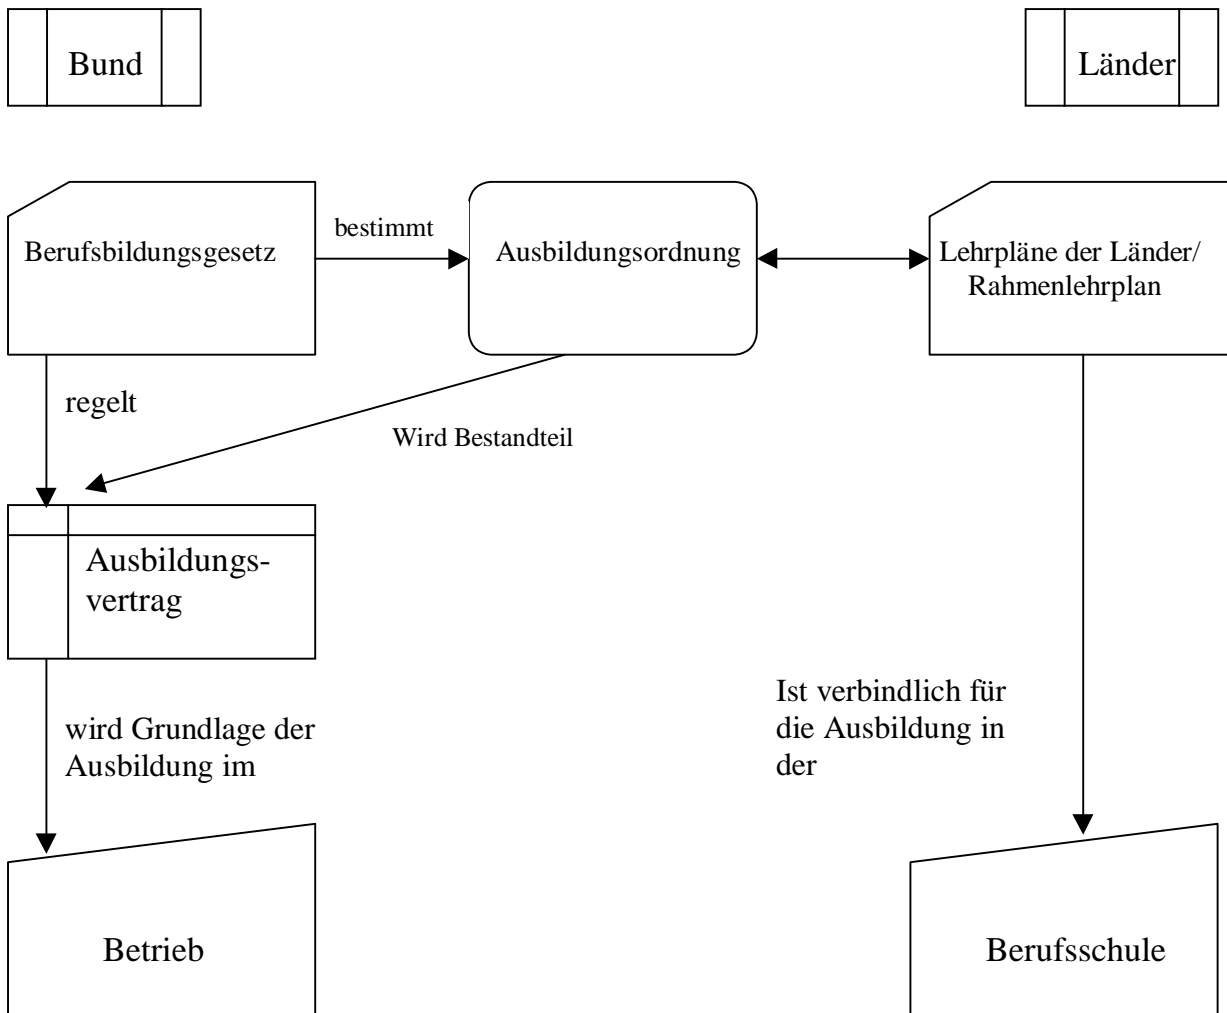 Bund
Länder
Berufsbildungsgesetz
bestimmt
Ausbildungsordnung
Lehrpläne der Länder/
Rahmenlehrplan
regelt
Wird Bestandteil
Ausbildungs-
vertrag
wird Grundlage der
Ausbildung im
Ist verbindlich für
die Ausbildung in
der
Betrieb
Berufsschule